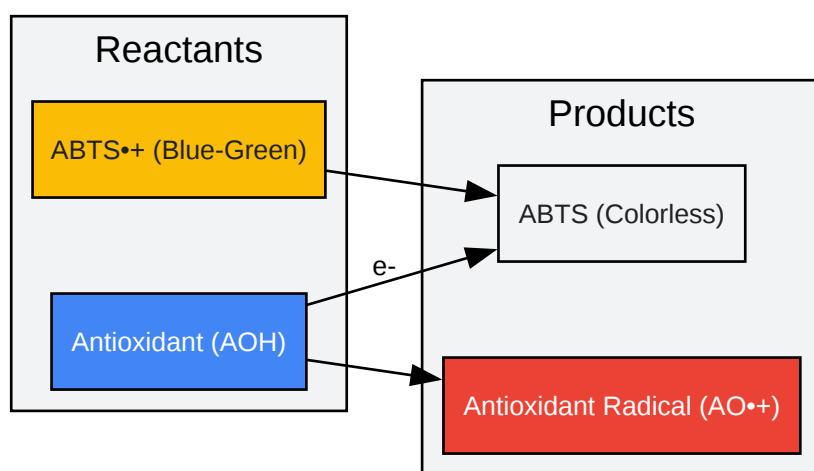 Reactants
ABTS•+ (Blue-Green)
Antioxidant (AOH)
e-
Products
ABTS (Colorless)
Antioxidant Radical (AO•+)